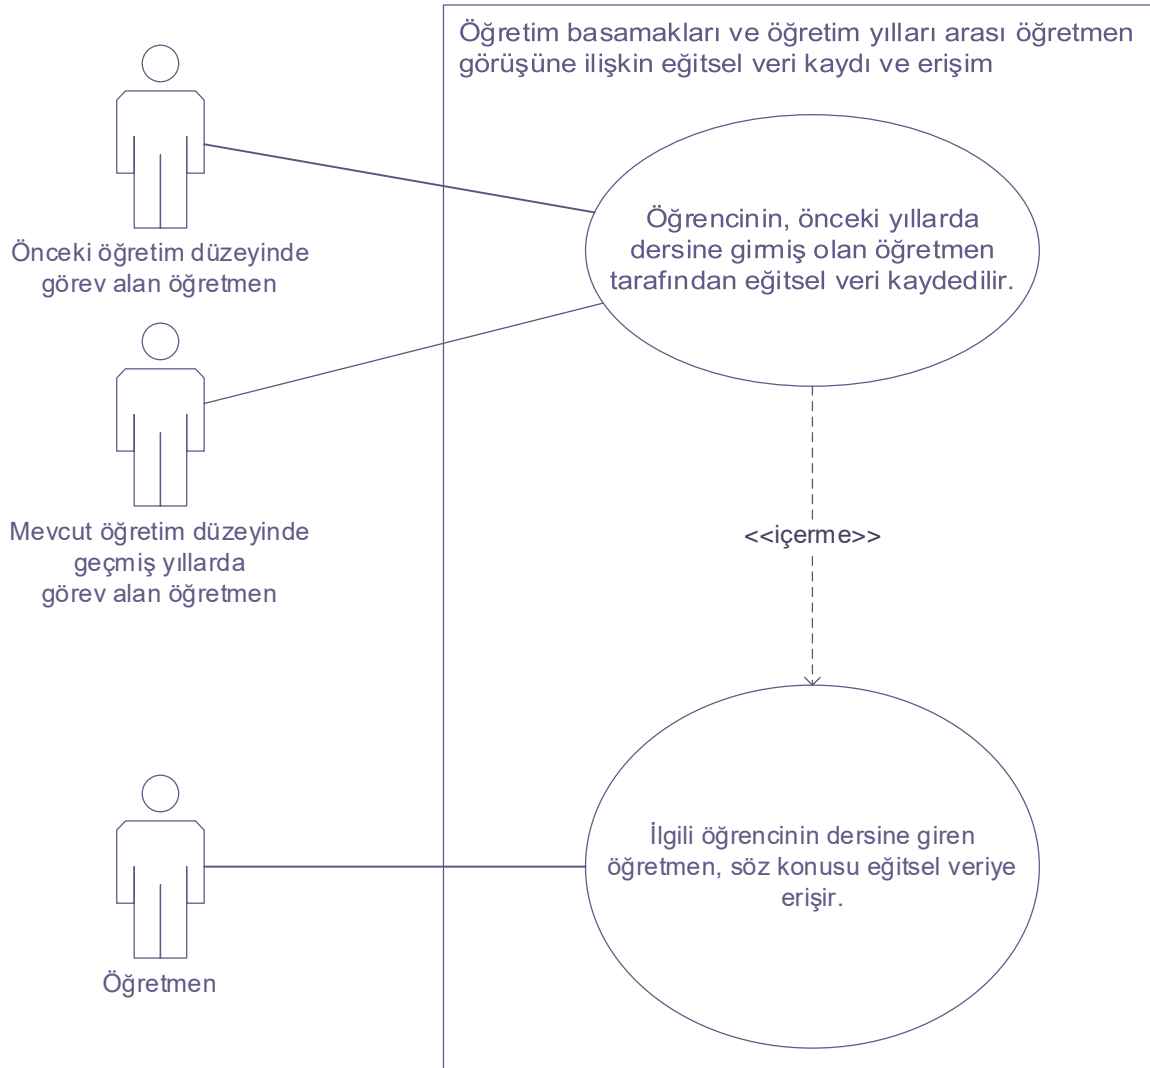 Öğretim basamakları ve öğretim yılları arası öğretmen
görüşüne ilişkin eğitsel veri kaydı ve erişim
Önceki öğretim düzeyinde
görev alan öğretmen
Öğrencinin, önceki yıllarda
dersine girmiş olan öğretmen
tarafından eğitsel veri kaydedilir.
Mevcut öğretim düzeyinde
geçmiş yıllarda
görev alan öğretmen
<<içerme>>
İlgili öğrencinin dersine giren
öğretmen, söz konusu eğitsel veriye
erişir.
Öğretmen